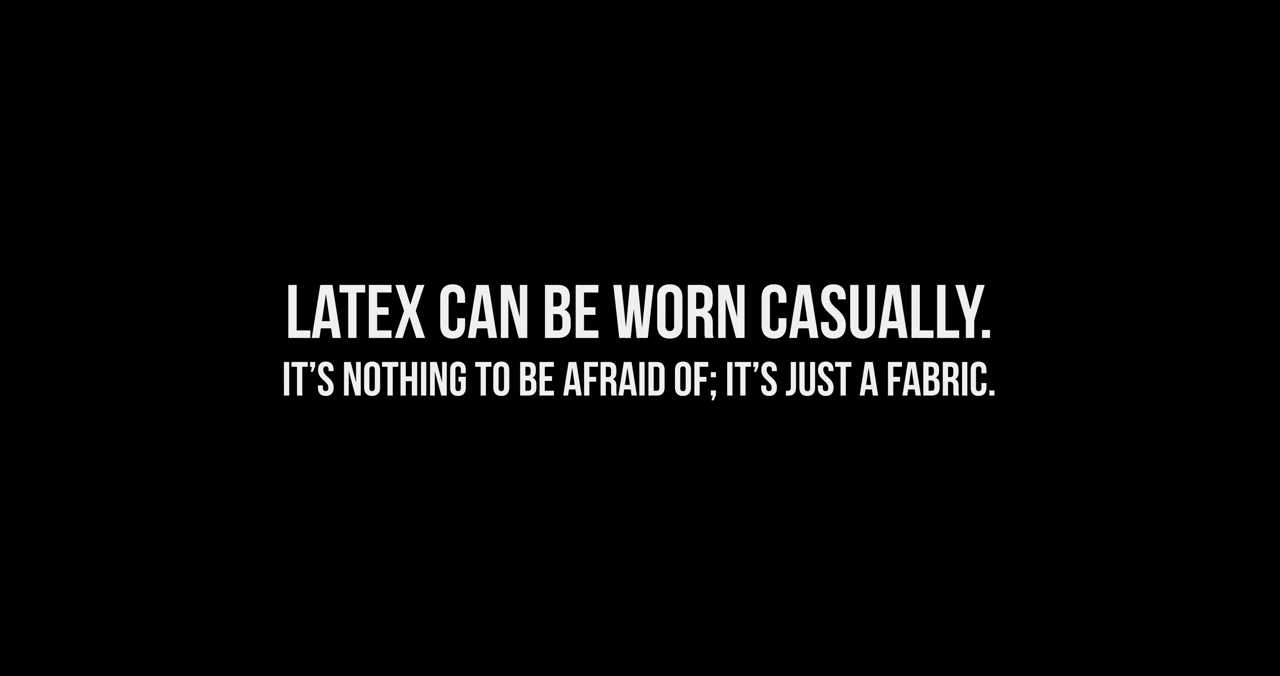 LATEX CAN BE WORN CASUALLY.
IT’S NOTHING TO BE AFRAID OF; IT’S JUST A FABRIC.